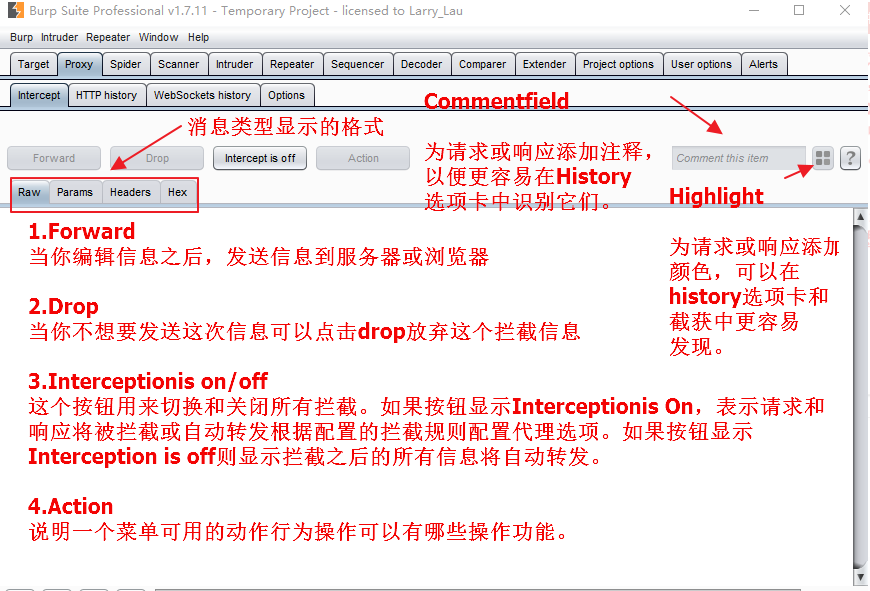 Burp Suite Professional v1.7.11 - Temporary Project - licensed to Larry_Lau
Burp Intruder Repeater Window Help
Target Proxy Spider Scanner Intruder Repeater Sequencer Decoder Comparer Extender Project options User options Alerts
Intercept HTTP history WebSockets history Options
消息类型显示的格式
Commentfield
为请求或响应添加注释，
以便更容易在History
选项卡中识别它们。
Forward Drop Intercept is off Action
Comment this item
?
Raw Params Headers Hex
Highlight
为请求或响应添加
颜色，可以在
history选项卡和
截获中更容易
发现。
1.Forward
当你编辑信息之后，发送信息到服务器或浏览器
2.Drop
当你不想要发送这次信息可以点击drop放弃这个拦截信息
3.Interceptionis on/off
这个按钮用来切换和关闭所有拦截。如果按钮显示Interceptionis On，表示请求和
响应将被拦截或自动转发根据配置的拦截规则配置代理选项。如果按钮显示
Interception is off则显示拦截之后的所有信息将自动转发。
4.Action
说明一个菜单可用的动作行为操作可以有哪些操作功能。